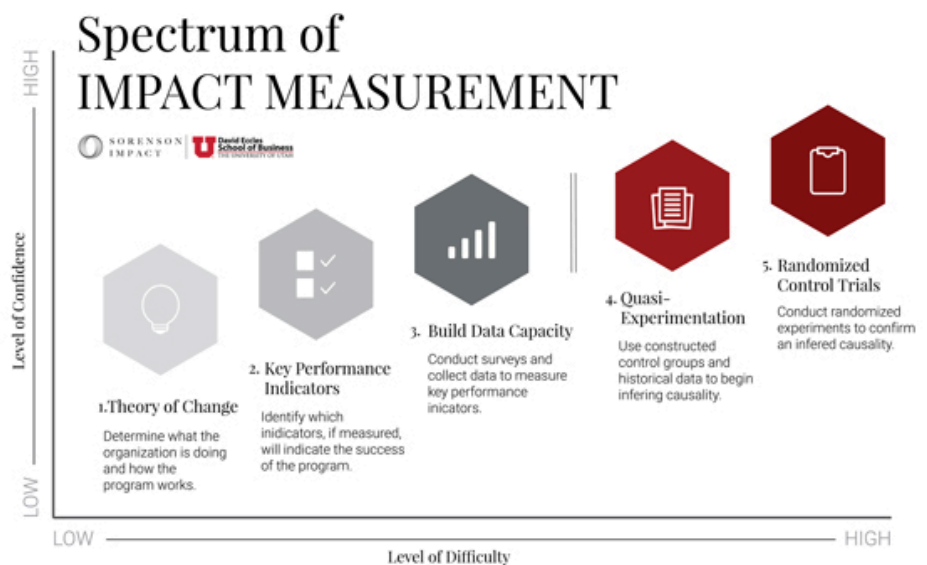 Spectrum of
IMPACT MEASUREMENT
SORENSON
IMPACT
U
David Eccles
School of Business
THE UNIVERSITY OF UTAH
HIGH
Level of Confidence
LOW
1.Theory of Change
Determine what the
organization is doing
and how the
program works.
2. Key Performance
Indicators
Identify which
inidicators, if measured,
will indicate the success
of the program.
3. Build Data Capacity
Conduct surveys and
collect data to measure
key performance
inicators.
4. Quasi-
Experimentation
Use constructed
control groups and
historical data to begin
infering causality.
5. Randomized
Control Trials
Conduct randomized
experiments to confirm
an infered causality.
LOW
HIGH
Level of Difficulty